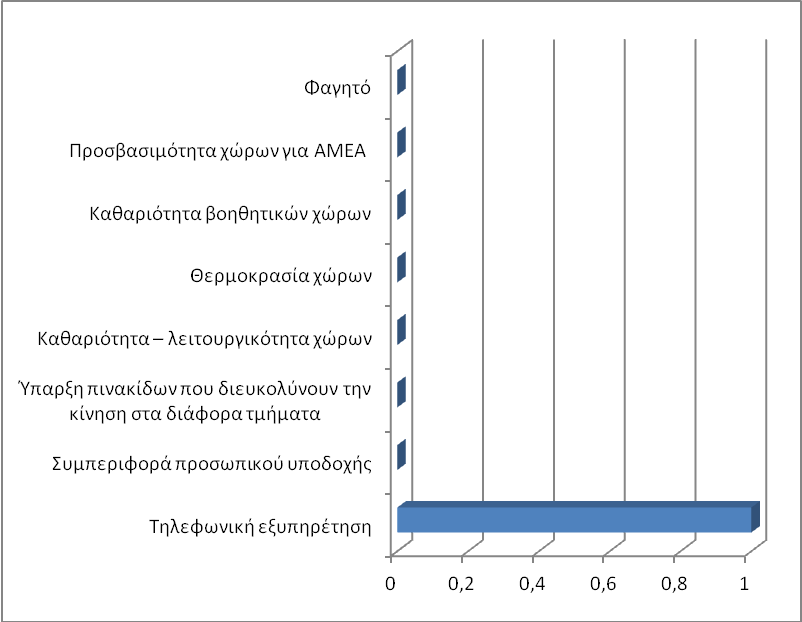 Φαγητό
Προσβασιμότητα χώρων για ΑΜΕΑ
Καθαριότητα βοηθητικών χώρων
Θερμοκρασία χώρων
Καθαριότητα – λειτουργικότητα χώρων
Ύπαρξη πινακίδων που διευκολύνουν την
κίνηση στα διάφορα τμήματα
Συμπεριφορά προσωπικού υποδοχής
Τηλεφωνική εξυπηρέτηση
0 0,2 0,4 0,6 0,8 1